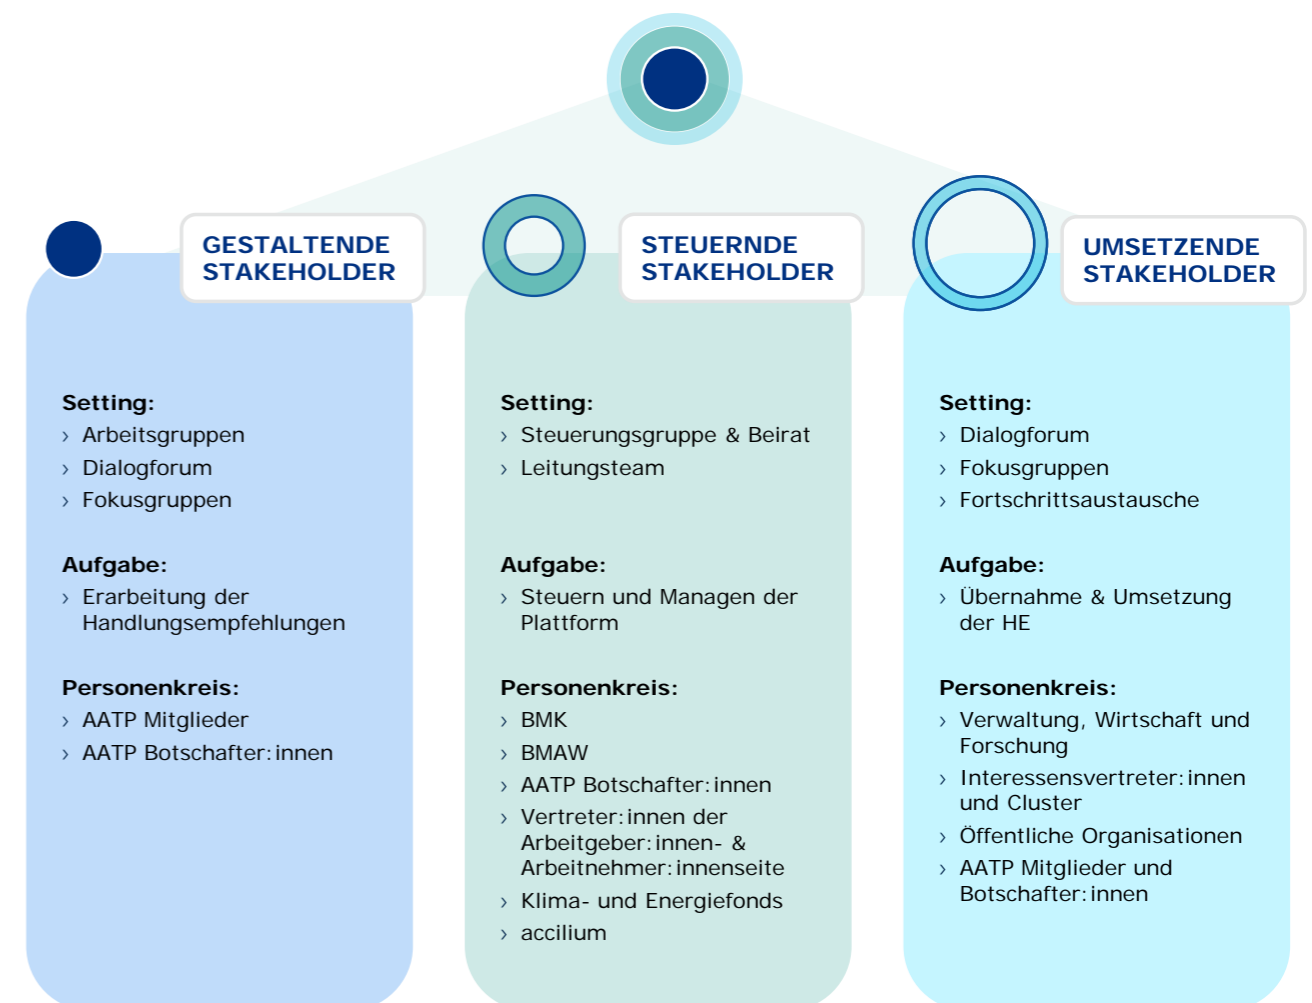 GESTALTENDE
STAKEHOLDER
Setting:
› Arbeitsgruppen
› Dialogforum
› Fokusgruppen
Aufgabe:
› Erarbeitung der
Handlungsempfehlungen
Personenkreis:
› AATP Mitglieder
› AATP Botschafter:innen
STEUERNDE
STAKEHOLDER
Setting:
› Steuerungsgruppe & Beirat
› Leitungsteam
Aufgabe:
› Steuern und Managen der
Plattform
Personenkreis:
› BMK
› BMAW
› AATP Botschafter:innen
› Vertreter:innen der
Arbeitgeber:innen- &
Arbeitnehmer:innenseite
› Klima- und Energiefonds
› accilium
UMSETZENDE
STAKEHOLDER
Setting:
› Dialogforum
› Fokusgruppen
› Fortschrittsaustausche
Aufgabe:
› Übernahme & Umsetzung
der HE
Personenkreis:
› Verwaltung, Wirtschaft und
Forschung
› Interessensvertreter:innen
und Cluster
› Öffentliche Organisationen
› AATP Mitglieder und
Botschafter:innen